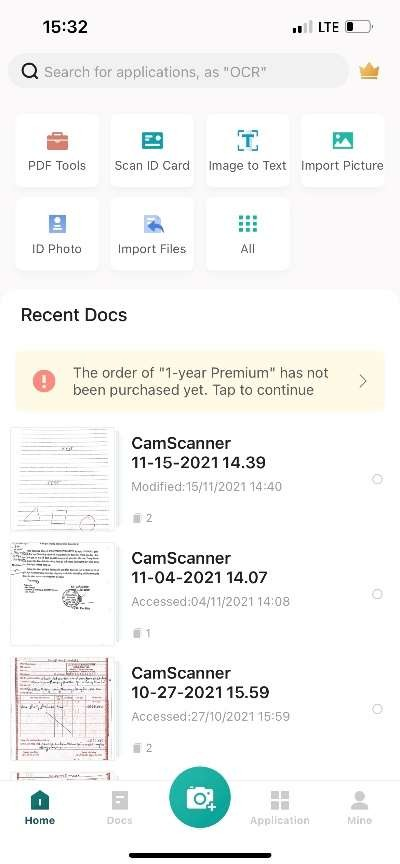 15:32
LTE
Search for applications, as "OCR"
PDF Tools
Scan ID Card
Image to Text
Import Picture
ID Photo
Import Files
All
Recent Docs
The order of "1-year Premium" has not
been purchased yet. Tap to continue
CamScanner
11-15-2021 14.39
Modified:15/11/2021 14:40
2
CamScanner
11-04-2021 14.07
Accessed:04/11/2021 14:08
1
CamScanner
10-27-2021 15.59
Accessed:27/10/2021 15:59
2
Home
Docs
Application
Mine